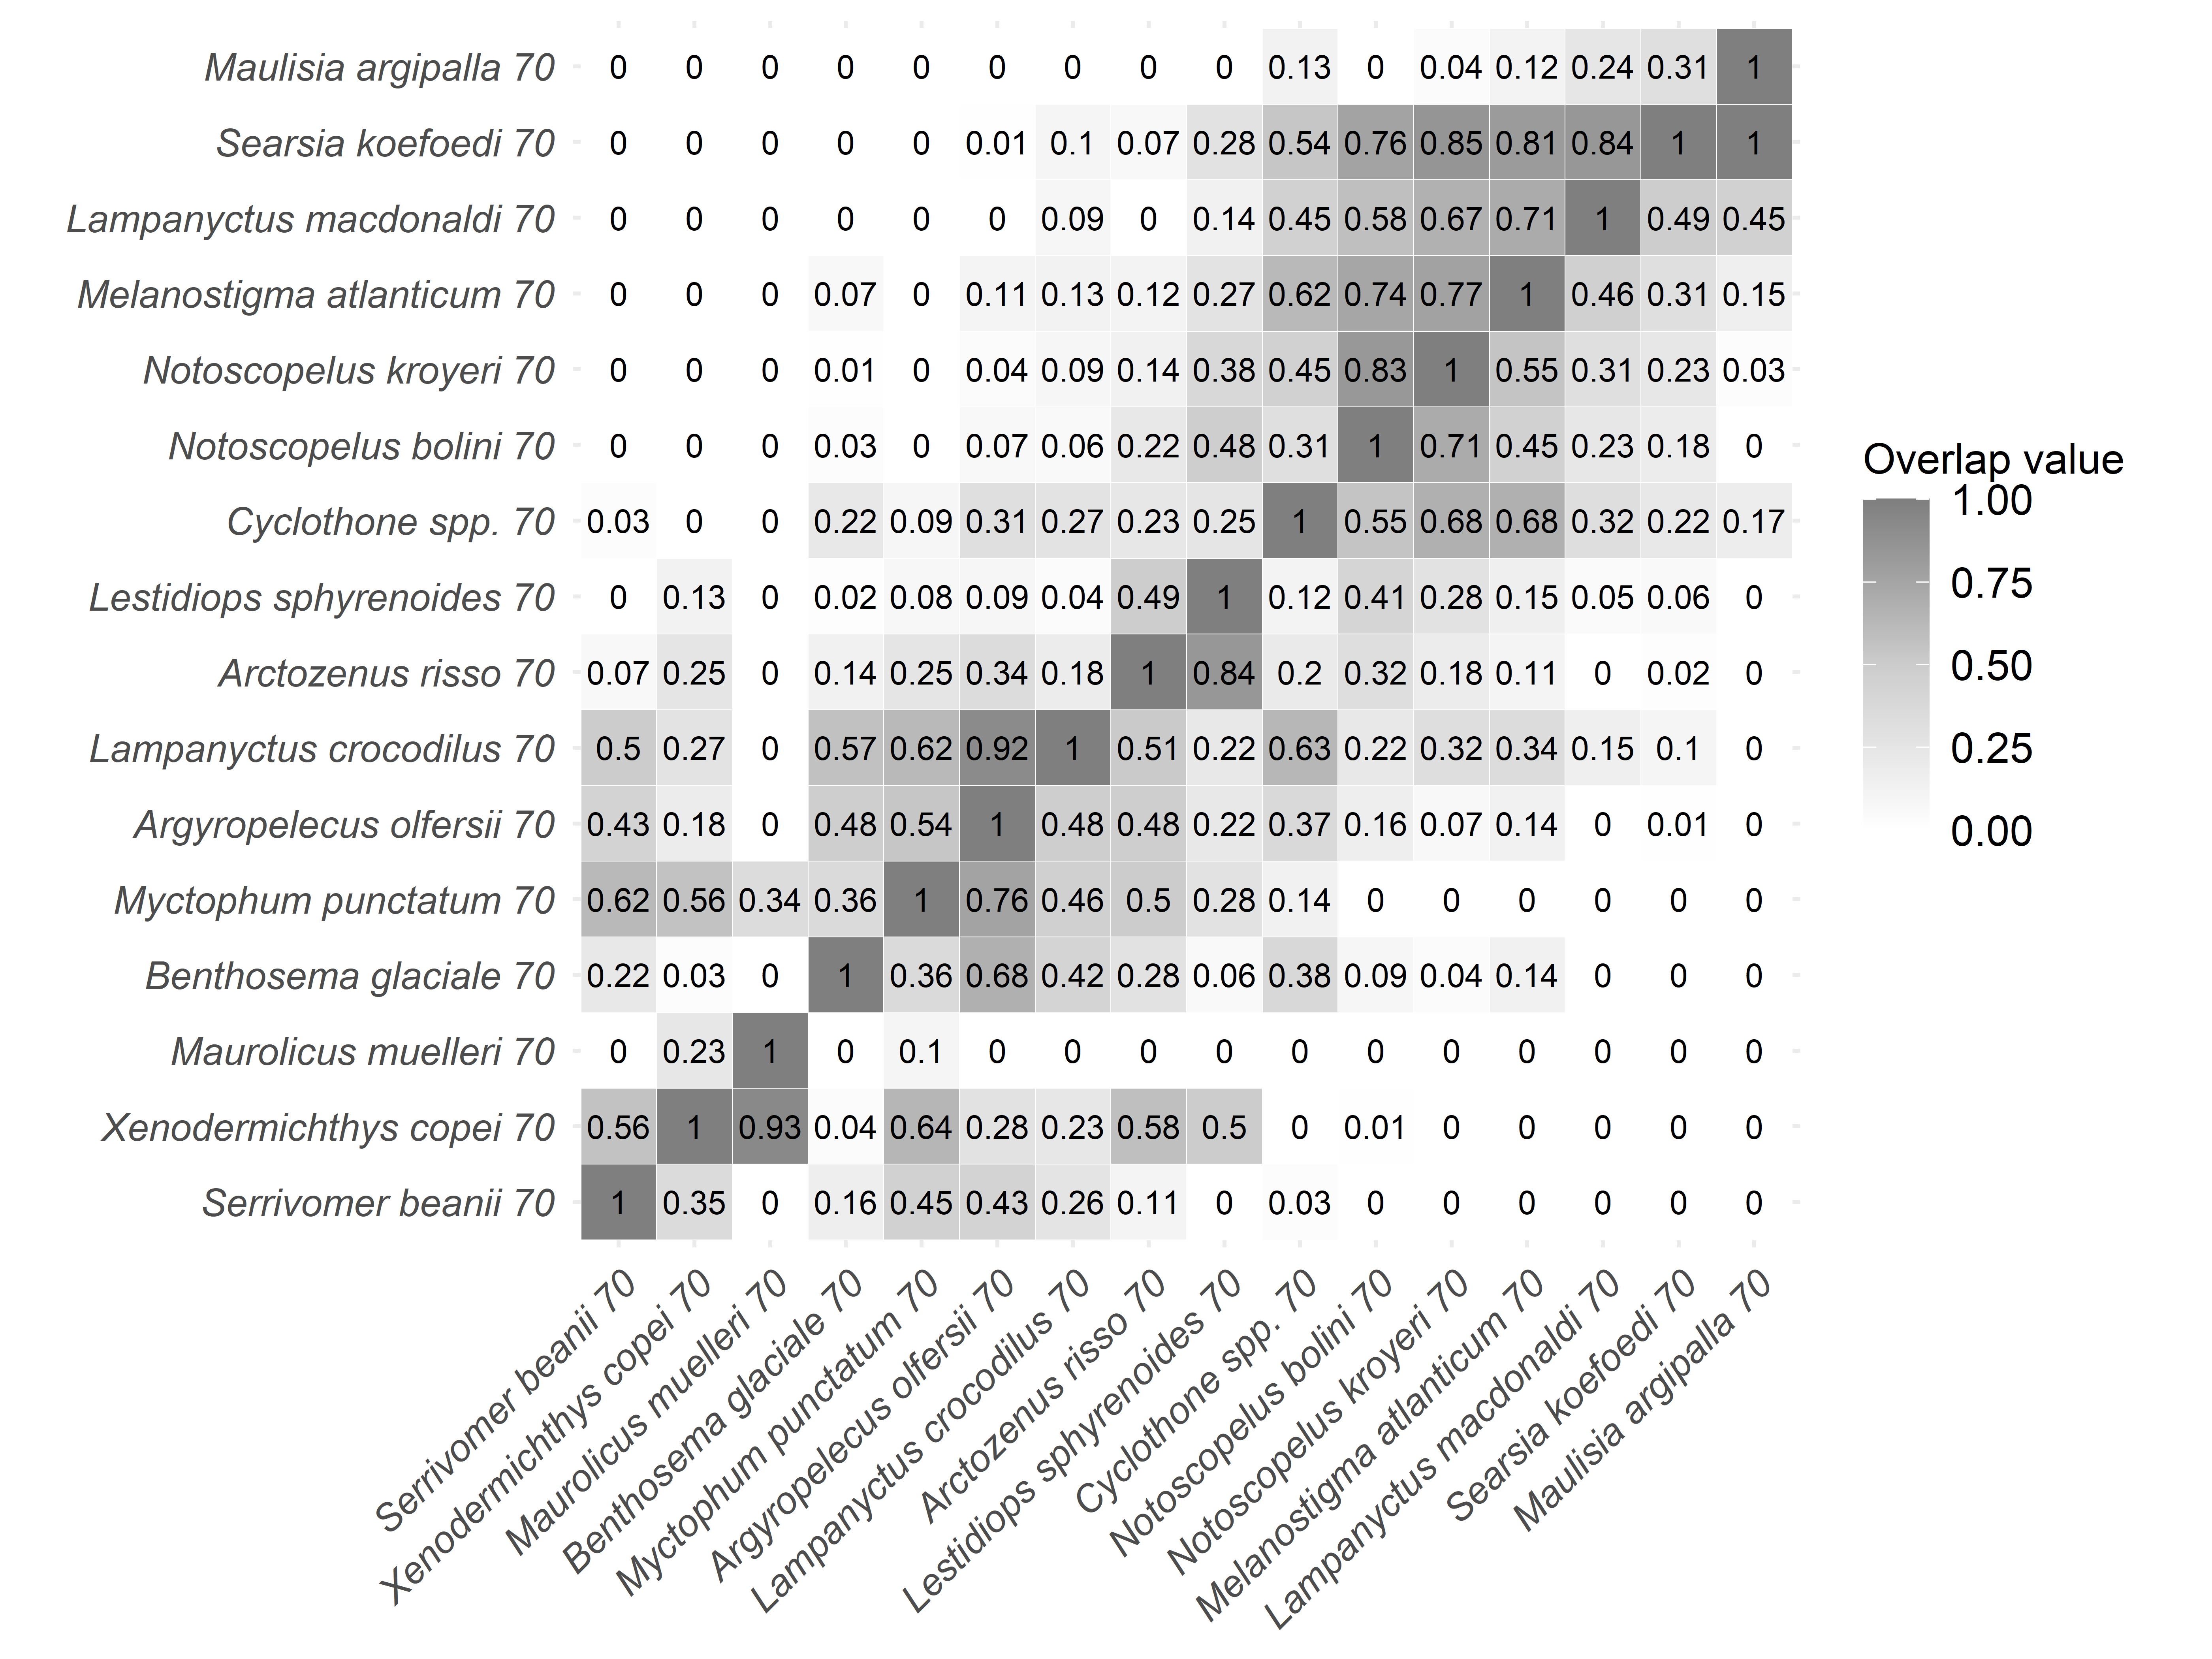 Maulisia argipalla 70 0 0 0 0 0 0 0 0 0 0.13 0 0.04 0.12 0.24 0.31 1
Searsia koefoedi 70 0 0 0 0 0 0.01 0.1 0.07 0.28 0.54 0.76 0.85 0.81 0.84 1 1
Lampanyctus macdonaldi 70 0 0 0 0 0 0 0.09 0 0.14 0.45 0.58 0.67 0.71 1 0.49 0.45
Melanostigma atlanticum 70 0 0 0 0.07 0 0.11 0.13 0.12 0.27 0.62 0.74 0.77 1 0.46 0.31 0.15
Notoscopelus kroyeri 70 0 0 0 0.01 0 0.04 0.09 0.14 0.38 0.45 0.83 1 0.55 0.31 0.23 0.03
Notoscopelus bolini 70 0 0 0 0.03 0 0.07 0.06 0.22 0.48 0.31 1 0.71 0.45 0.23 0.18 0
Cyclothone spp. 70 0.03 0 0 0.22 0.09 0.31 0.27 0.23 0.25 1 0.55 0.68 0.68 0.32 0.22 0.17
Lestidiops sphyrenoides 70 0 0.13 0 0.02 0.08 0.09 0.04 0.49 1 0.12 0.41 0.28 0.15 0.05 0.06 0
Arctozenus risso 70 0.07 0.25 0 0.14 0.25 0.34 0.18 1 0.84 0.2 0.32 0.18 0.11 0 0.02 0
Lampanyctus crocodilus 70 0.5 0.27 0 0.57 0.62 0.92 1 0.51 0.22 0.63 0.22 0.32 0.34 0.15 0.1 0
Argyropelecus olfersii 70 0.43 0.18 0 0.48 0.54 1 0.48 0.48 0.22 0.37 0.16 0.07 0.14 0 0.01 0
Myctophum punctatum 70 0.62 0.56 0.34 0.36 1 0.76 0.46 0.5 0.28 0.14 0 0 0 0 0 0
Benthosema glaciale 70 0.22 0.03 0 1 0.36 0.68 0.42 0.28 0.06 0.38 0.09 0.04 0.14 0 0 0
Maurolicus muelleri 70 0 0.23 1 0 0.1 0 0 0 0 0 0 0 0 0 0 0
Xenodermichthys copei 70 0.56 1 0.93 0.04 0.64 0.28 0.23 0.58 0.5 0 0.01 0 0 0 0 0
Serrivomer beanii 70 1 0.35 0 0.16 0.45 0.43 0.26 0.11 0 0.03 0 0 0 0 0 0
Serrivomer beanii 70
Xenodermichthys copei 70
Maurolicus muelleri 70
Benthosema glaciale 70
Myctophum punctatum 70
Argyropelecus olfersii 70
Lampanyctus crocodilus 70
Arctozenus risso 70
Lestidiops sphyrenoides 70
Cyclothone spp. 70
Notoscopelus bolini 70
Notoscopelus kroyeri 70
Melanostigma atlanticum 70
Lampanyctus macdonaldi 70
Searsia koefoedi 70
Maulisia argipalla 70
Overlap value
1.00
0.75
0.50
0.25
0.00